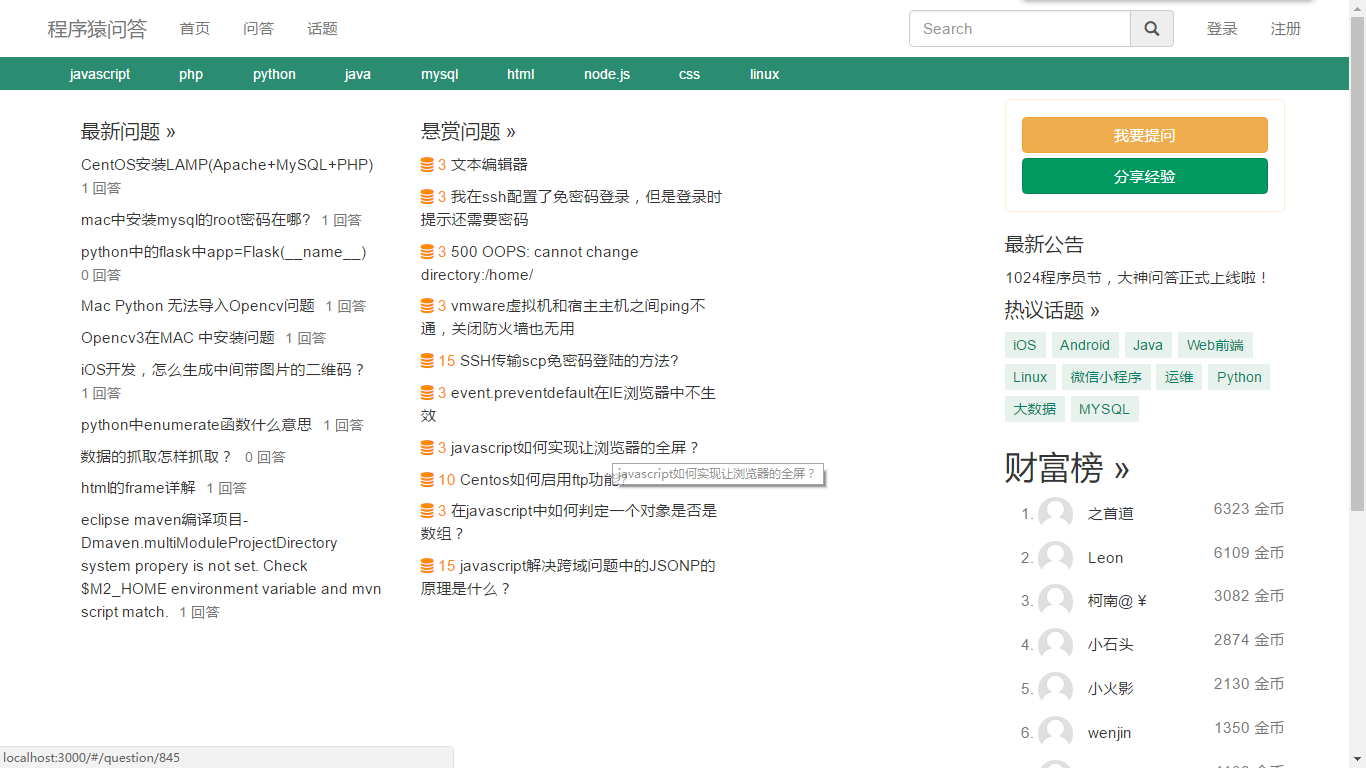 程序猿问答 首页 问答 话题 Search 登录 注册
javascript php python java mysql html node.js css linux
最新问题 »
CentOS安装LAMP(Apache+MySQL+PHP)
1 回答
mac中安装mysql的root密码在哪? 1 回答
python中的flask中app=Flask(__name__)
0 回答
Mac Python 无法导入Opencv问题 1 回答
Opencv3在MAC 中安装问题 1 回答
iOS开发，怎么生成中间带图片的二维码？
1 回答
python中enumerate函数什么意思 1 回答
数据的抓取怎样抓取？ 0 回答
html的frame详解 1 回答
eclipse maven编译项目-
Dmaven.multiModuleProjectDirectory
system propery is not set. Check
$M2_HOME environment variable and mvn
script match. 1 回答
悬赏问题 »
3 文本编辑器
3 我在ssh配置了免密码登录，但是登录时
提示还需要密码
3 500 OOPS: cannot change
directory:/home/
3 vmware虚拟机和宿主主机之间ping不
通，关闭防火墙也无用
15 SSH传输scp免密码登陆的方法?
3 event.preventdefault在IE浏览器中不生
效
3 javascript如何实现让浏览器的全屏？
javascript如何实现让浏览器的全屏？
10 Centos如何启用ftp功能?
3 在javascript中如何判定一个对象是否是
数组？
15 javascript解决跨域问题中的JSONP的
原理是什么？
我要提问
分享经验
最新公告
1024程序员节，大神问答正式上线啦！
热议话题 »
iOS Android Java Web前端
Linux 微信小程序 运维 Python
大数据 MYSQL
财富榜 »
1. 之首道 6323 金币
2. Leon 6109 金币
3. 柯南@ ¥ 3082 金币
4. 小石头 2874 金币
5. 小火影 2130 金币
6. wenjin 1350 金币
localhost:3000/#/question/845